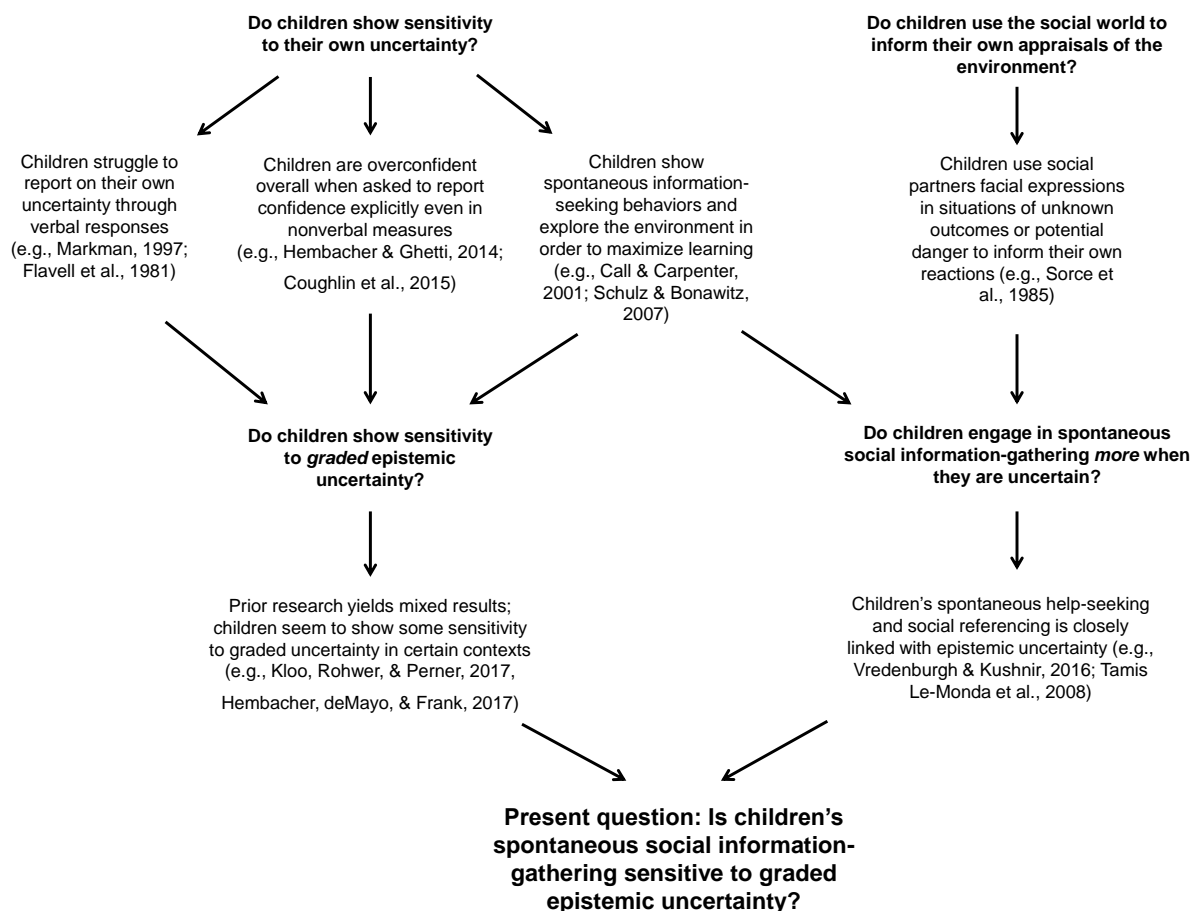 Do children show sensitivity
to their own uncertainty?
Do children use the social world to
inform their own appraisals of the
environment?
Children struggle to
report on their own
uncertainty through
verbal responses
(e.g., Markman, 1997;
Flavell et al., 1981)
Children are overconfident
overall when asked to report
confidence explicitly even in
nonverbal measures
(e.g., Hembacher & Ghetti, 2014;
Coughlin et al., 2015)
Children show
spontaneous information-
seeking behaviors and
explore the environment in
order to maximize learning
(e.g., Call & Carpenter,
2001; Schulz & Bonawitz,
2007)
Children use social
partners facial expressions
in situations of unknown
outcomes or potential
danger to inform their own
reactions (e.g., Sorce et
al., 1985)
Do children show sensitivity
to graded epistemic
uncertainty?
Do children engage in spontaneous
social information-gathering more when
they are uncertain?
Prior research yields mixed results;
children seem to show some sensitivity
to graded uncertainty in certain contexts
(e.g., Kloo, Rohwer, & Perner, 2017,
Hembacher, deMayo, & Frank, 2017)
Children’s spontaneous help-seeking
and social referencing is closely
linked with epistemic uncertainty (e.g.,
Vredenburgh & Kushnir, 2016; Tamis
Le-Monda et al., 2008)
Present question: Is children’s
spontaneous social information-
gathering sensitive to graded
epistemic uncertainty?